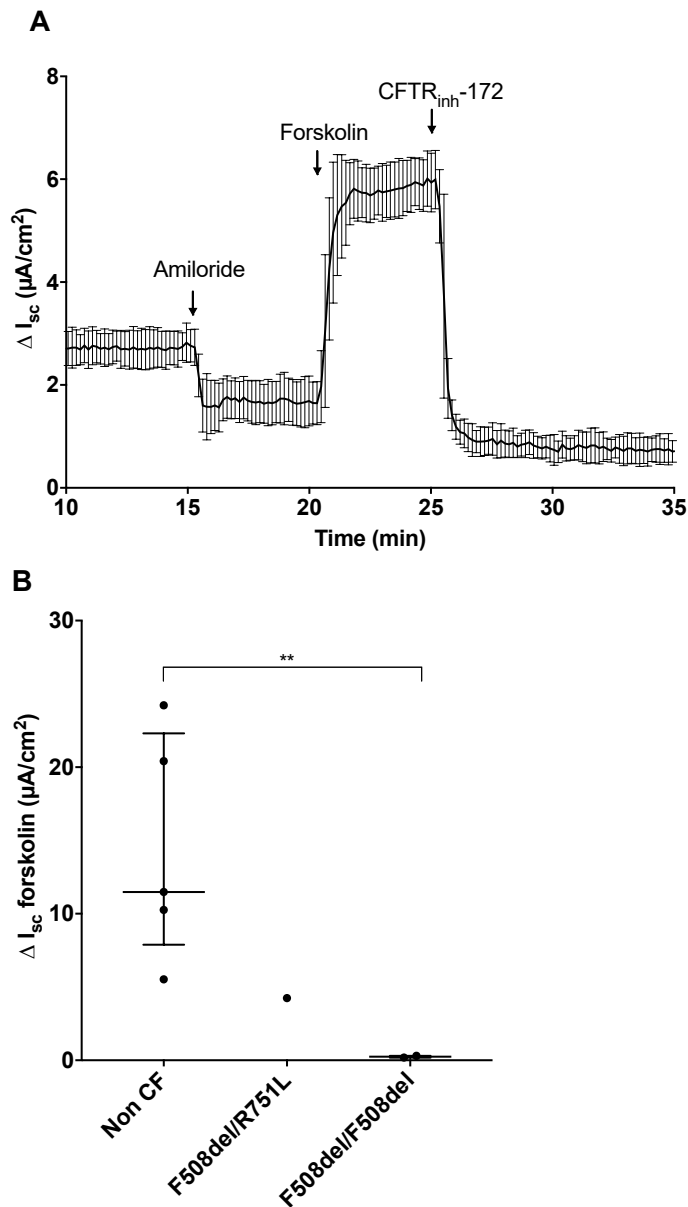 A
8
6
4
2
0
Δ Isc (µA/cm2)
Amiloride
Forskolin
CFTRinh-172
10 15 20 25 30 35
Time (min)
B
30
20
10
0
Δ Isc forskolin (µA/cm2)
**
Non CF
F508del/R751L
F508del/F508del